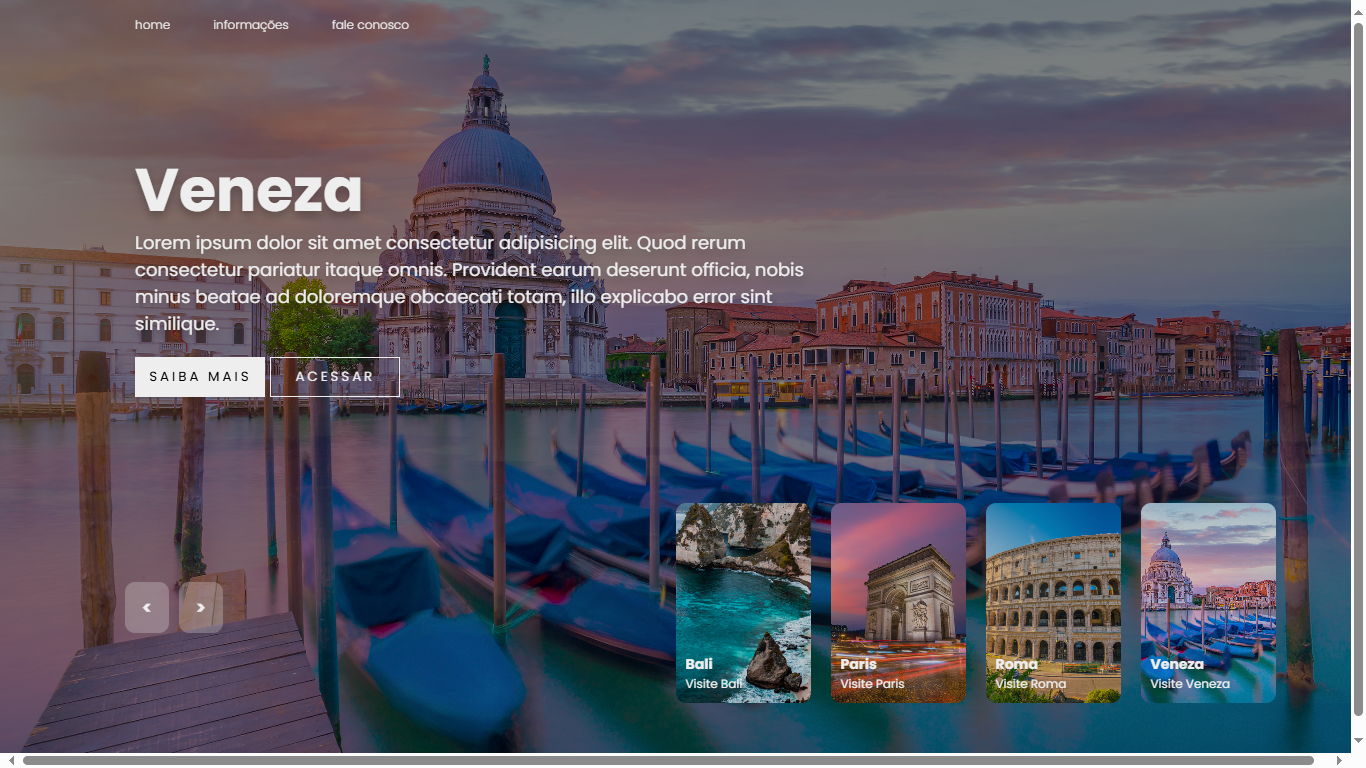 home informações fale conosco
Veneza
Lorem ipsum dolor sit amet consectetur adipisicing elit. Quod rerum
consectetur pariatur itaque omnis. Provident earum deserunt officia, nobis
minus beatae ad doloremque obcaecati totam, illo explicabo error sint
similique.
SAIBA MAIS ACESSAR
< >
Bali
Visite Bali
Paris
Visite Paris
Roma
Visite Roma
Veneza
Visite Veneza